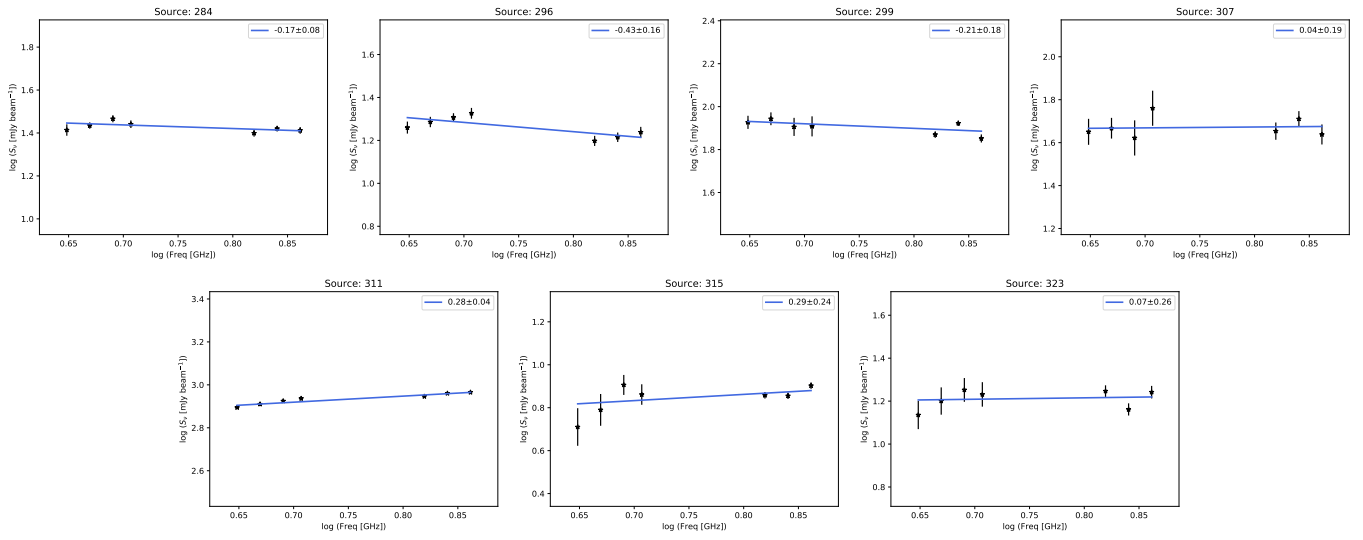 Source: 284
-0.17±0.08
1.8
1.6
1.4
1.2
1.0
log (Sν [mJy beam⁻¹])
0.65 0.70 0.75 0.80 0.85
log (Freq [GHz])
Source: 296
-0.43±0.16
1.6
1.4
1.2
1.0
0.8
log (Sν [mJy beam⁻¹])
0.65 0.70 0.75 0.80 0.85
log (Freq [GHz])
Source: 299
-0.21±0.18
2.4
2.2
2.0
1.8
1.6
log (Sν [mJy beam⁻¹])
0.65 0.70 0.75 0.80 0.85
log (Freq [GHz])
Source: 307
0.04±0.19
2.0
1.8
1.6
1.4
1.2
log (Sν [mJy beam⁻¹])
0.65 0.70 0.75 0.80 0.85
log (Freq [GHz])
Source: 311
0.28±0.04
3.4
3.2
3.0
2.8
2.6
log (Sν [mJy beam⁻¹])
0.65 0.70 0.75 0.80 0.85
log (Freq [GHz])
Source: 315
0.29±0.24
1.2
1.0
0.8
0.6
0.4
log (Sν [mJy beam⁻¹])
0.65 0.70 0.75 0.80 0.85
log (Freq [GHz])
Source: 323
0.07±0.26
1.6
1.4
1.2
1.0
0.8
log (Sν [mJy beam⁻¹])
0.65 0.70 0.75 0.80 0.85
log (Freq [GHz])